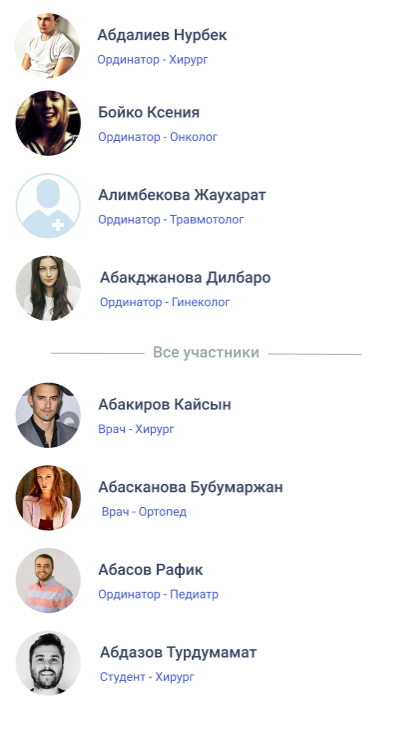 Абдалиев Нурбек
Ординатор - Хирург
Бойко Ксения
Ординатор - Онколог
Алимбекова Жаухарат
Ординатор - Травмотолог
Абакджанова Дилбаро
Ординатор - Гинеколог
Все участники
Абакиров Кайсын
Врач - Хирург
Абасканова Бубумаржан
Врач - Ортопед
Абасов Рафик
Ординатор - Педиатр
Абдазов Турдумамат
Студент - Хирург